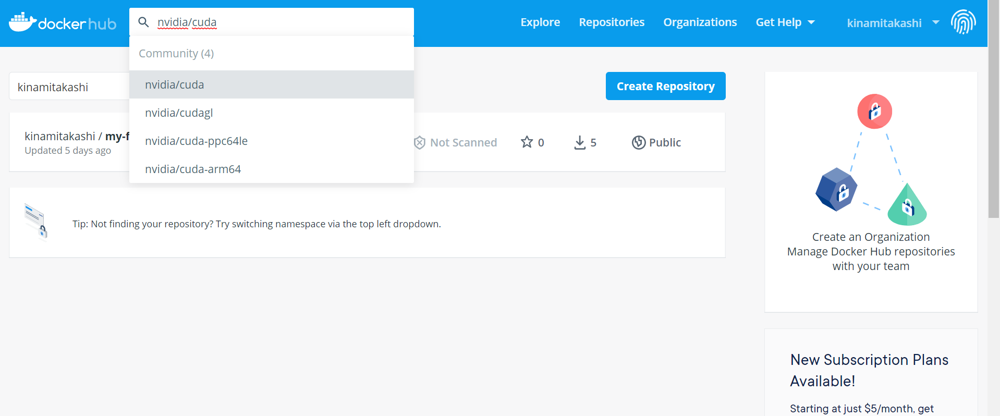 docker hub
nvidia/cuda
Explore
Repositories
Organizations
Get Help
kinamitakashi
Community (4)
nvidia/cuda
nvidia/cudagl
nvidia/cuda-ppc64le
nvidia/cuda-arm64
kinamitakashi
Create Repository
kinamitakashi / my-f
Updated 5 days ago
Not Scanned
0
5
Public
Tip: Not finding your repository? Try switching namespace via the top left dropdown.
Create an Organization
Manage Docker Hub repositories
with your team
New Subscription Plans
Available!
Starting at just $5/month, get